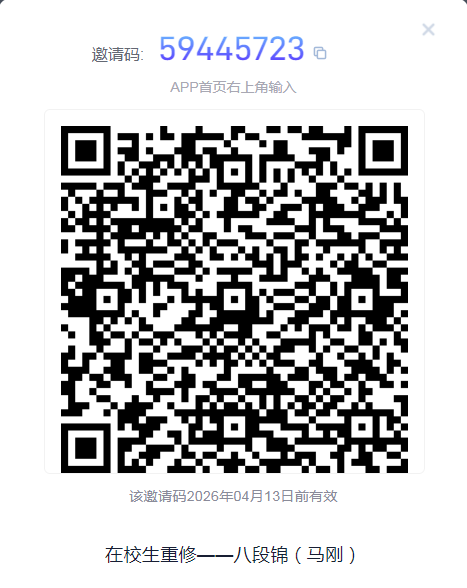 邀请码: 59445723
APP首页右上角输入
该邀请码2026年04月13日前有效
在校生重修——八段锦（马刚）